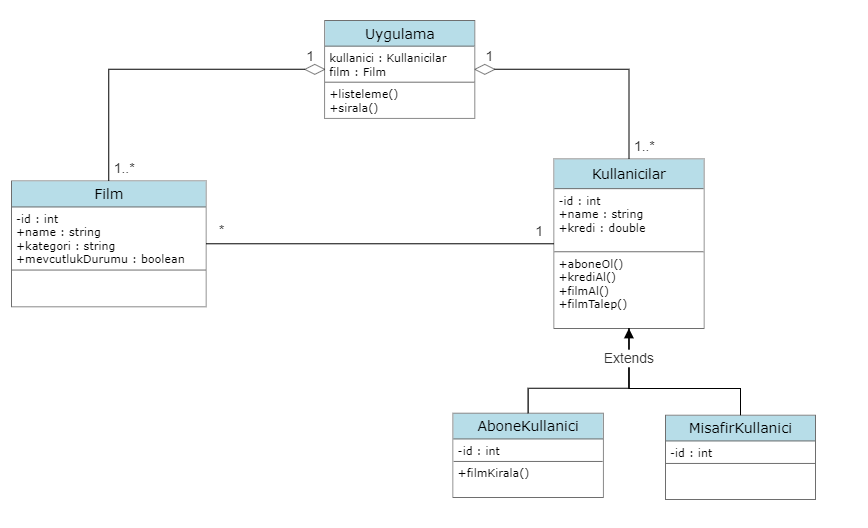 Uygulama
kullanici : Kullanicilar
film : Film
+listeleme()
+sirala()
1
1
1..*
1..*
Film
-id : int
+name : string
+kategori : string
+mevcutlukDurumu : boolean
*
1
Kullanicilar
-id : int
+name : string
+kredi : double
+aboneOl()
+krediAl()
+filmAl()
+filmTalep()
Extends
AboneKullanici
-id : int
+filmKirala()
MisafirKullanici
-id : int